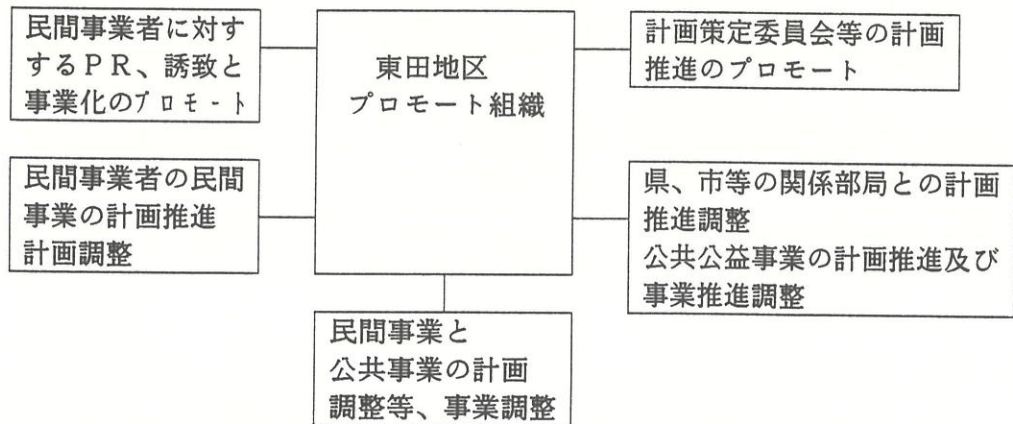 民間事業者に対す
するＰＲ、誘致と
事業化のﾌﾟﾛﾓ-ﾄ
東田地区
プロモート組織
計画策定委員会等の計画
推進のプロモート
民間事業者の民間
事業の計画推進
計画調整
県、市等の関係部局との計画
推進調整
公共公益事業の計画推進及び
事業推進調整
民間事業と
公共事業の計画
調整等、事業調整